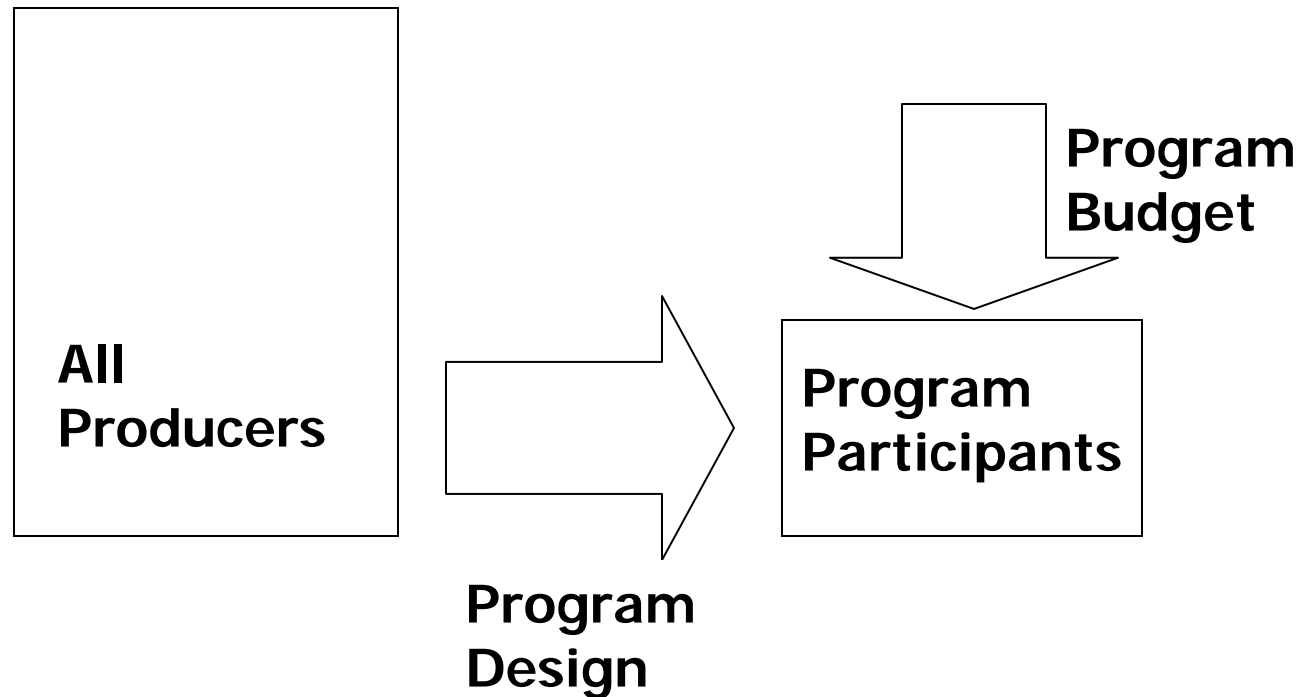 All
Producers
Program
Design
Program
Budget
Program
Participants